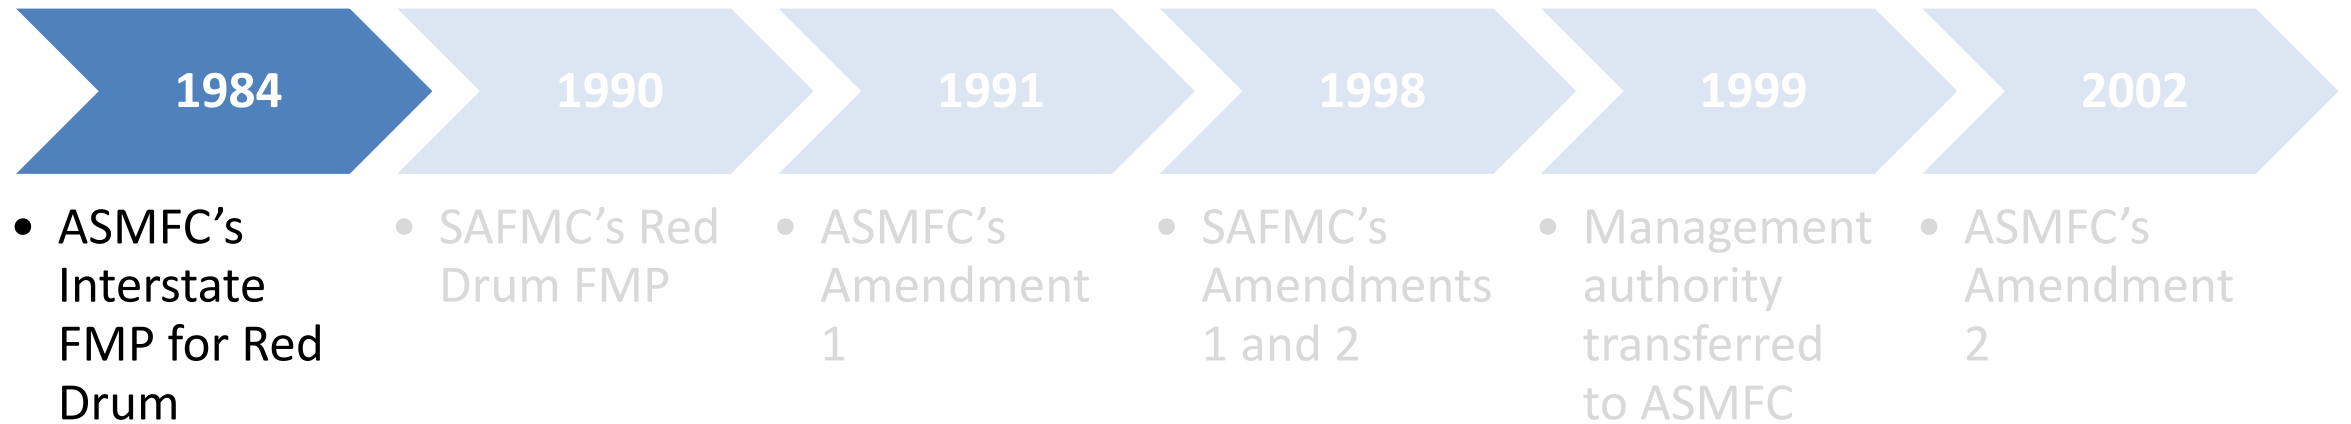 1984
• ASMFC’s
Interstate
FMP for Red
Drum
1990
• SAFMC’s Red
Drum FMP
1991
• ASMFC’s
Amendment
1
1998
• SAFMC’s
Amendments
1 and 2
1999
• Management
authority
transferred
to ASMFC
2002
• ASMFC’s
Amendment
2